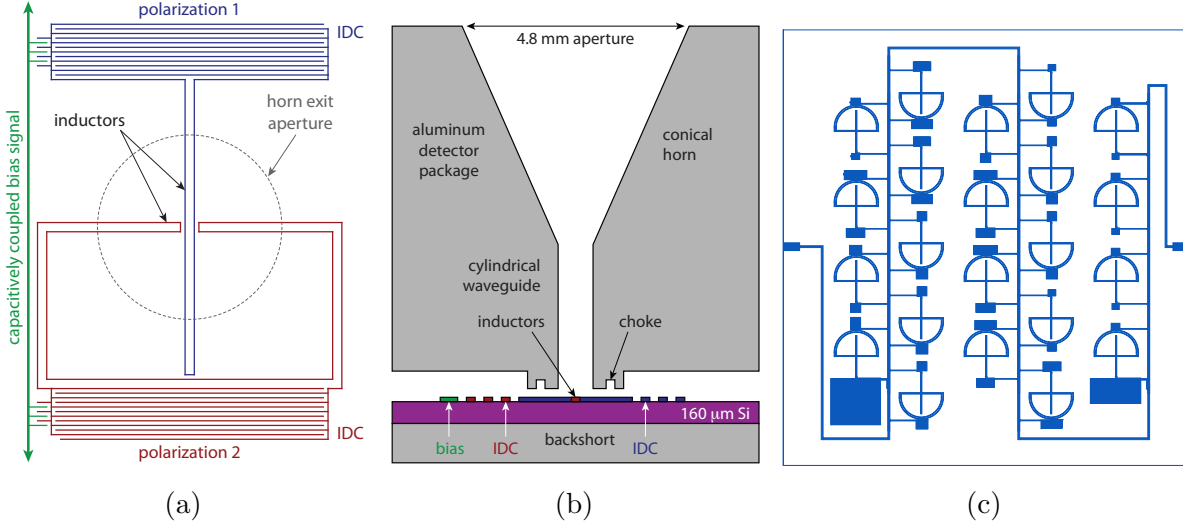 polarization 1
IDC
capacitively coupled bias signal
inductors
horn exit
aperture
IDC
polarization 2
(a)
4.8 mm aperture
aluminum
detector
package
conical
horn
cylindrical
waveguide
inductors
choke
160 μm Si
bias
IDC
backshort
IDC
(b)
(c)